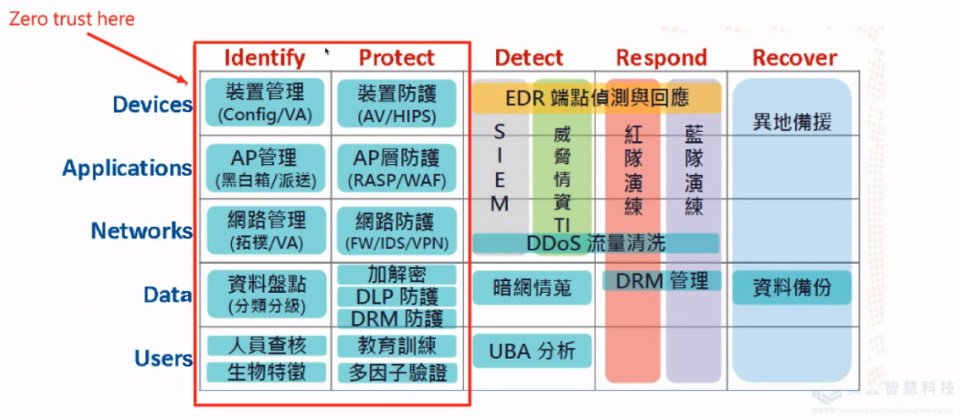 Zero trust here
Identify Protect Detect Respond Recover
Devices
裝置管理
(Config/VA)
裝置防護
(AV/HIPS)
EDR 端點偵測與回應
異地備援
SIEM
威脅情資TI
紅隊演練
藍隊演練
Applications
AP管理
(黑白箱/派送)
AP層防護
(RASP/WAF)
Networks
網路管理
(拓樸/VA)
網路防護
(FW/IDS/VPN)
DDoS 流量清洗
Data
資料盤點
(分類分級)
加解密
DLP 防護
DRM 防護
暗網情蒐
DRM 管理
資料備份
Users
人員查核
生物特徵
教育訓練
多因子驗證
UBA 分析
智慧科技